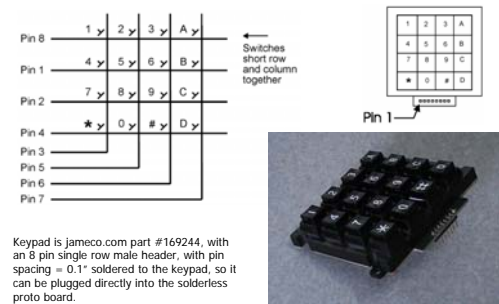 1 2 3 A
Pin 8
4 5 6 B
Pin 1
7 8 9 C
Pin 2
* 0 # D
Pin 4
Pin 3
Pin 5
Pin 6
Pin 7
Switches
short row
and column
together
1 2 3 A
4 5 6 B
7 8 9 C
* 0 # D
Pin 1
Keypad is jameco.com part #169244, with
an 8 pin single row male header, with pin
spacing = 0.1" soldered to the keypad, so it
can be plugged directly into the solderless
proto board.